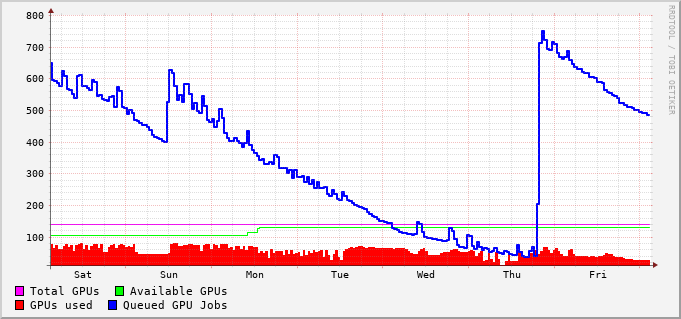 800
700
600
500
400
300
200
100
Sat Sun Mon Tue Wed Thu Fri
Total GPUs Available GPUs
GPUs used Queued GPU Jobs
RRDTOOL / TOBI OETIKER